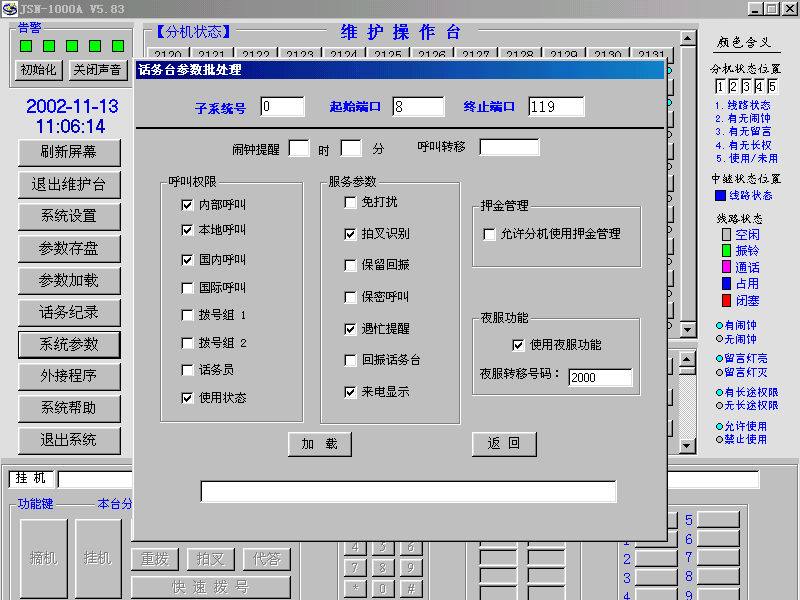 JSN-1000A V5.83
告警
初始化 关闭声音
2002-11-13
11:06:14
刷新屏幕
退出维护台
系统设置
参数存盘
参数加载
话务纪录
系统参数
外接程序
系统帮助
退出系统
【分机状态】 维护操作台
2120 2121 2122 2123 2124 2125 2126 2127 2128 2129 2130 2131
话务台参数批处理
子系统号 0 起始端口 8 终止端口 119
闹钟提醒 时 分 呼叫转移
呼叫权限
内部呼叫
本地呼叫
国内呼叫
国际呼叫
拨号组 1
拨号组 2
话务员
使用状态
服务参数
免打扰
拍叉识别
保留回振
保密呼叫
遇忙提醒
回振话务台
来电显示
押金管理
允许分机使用押金管理
夜服功能
使用夜服功能
夜服转移号码： 2000
加 载 返 回
颜色含义
分机状态位置
1 2 3 4 5
1. 线路状态
2. 有无闹钟
3. 有无留言
4. 有无长权
5. 使用/未用
中继状态位置
线路状态
线路状态
空闲
振铃
通话
占用
闭塞
有闹钟
无闹钟
留言灯亮
留言灯灭
有长途权限
无长途权限
允许使用
禁止使用
挂 机
功能键 本台分
摘机 挂机 重拨 拍叉 代答
快 速 拨 号
4 5 6
7 8 9
* 0 #
1
2
3
4
5
6
7
8
9